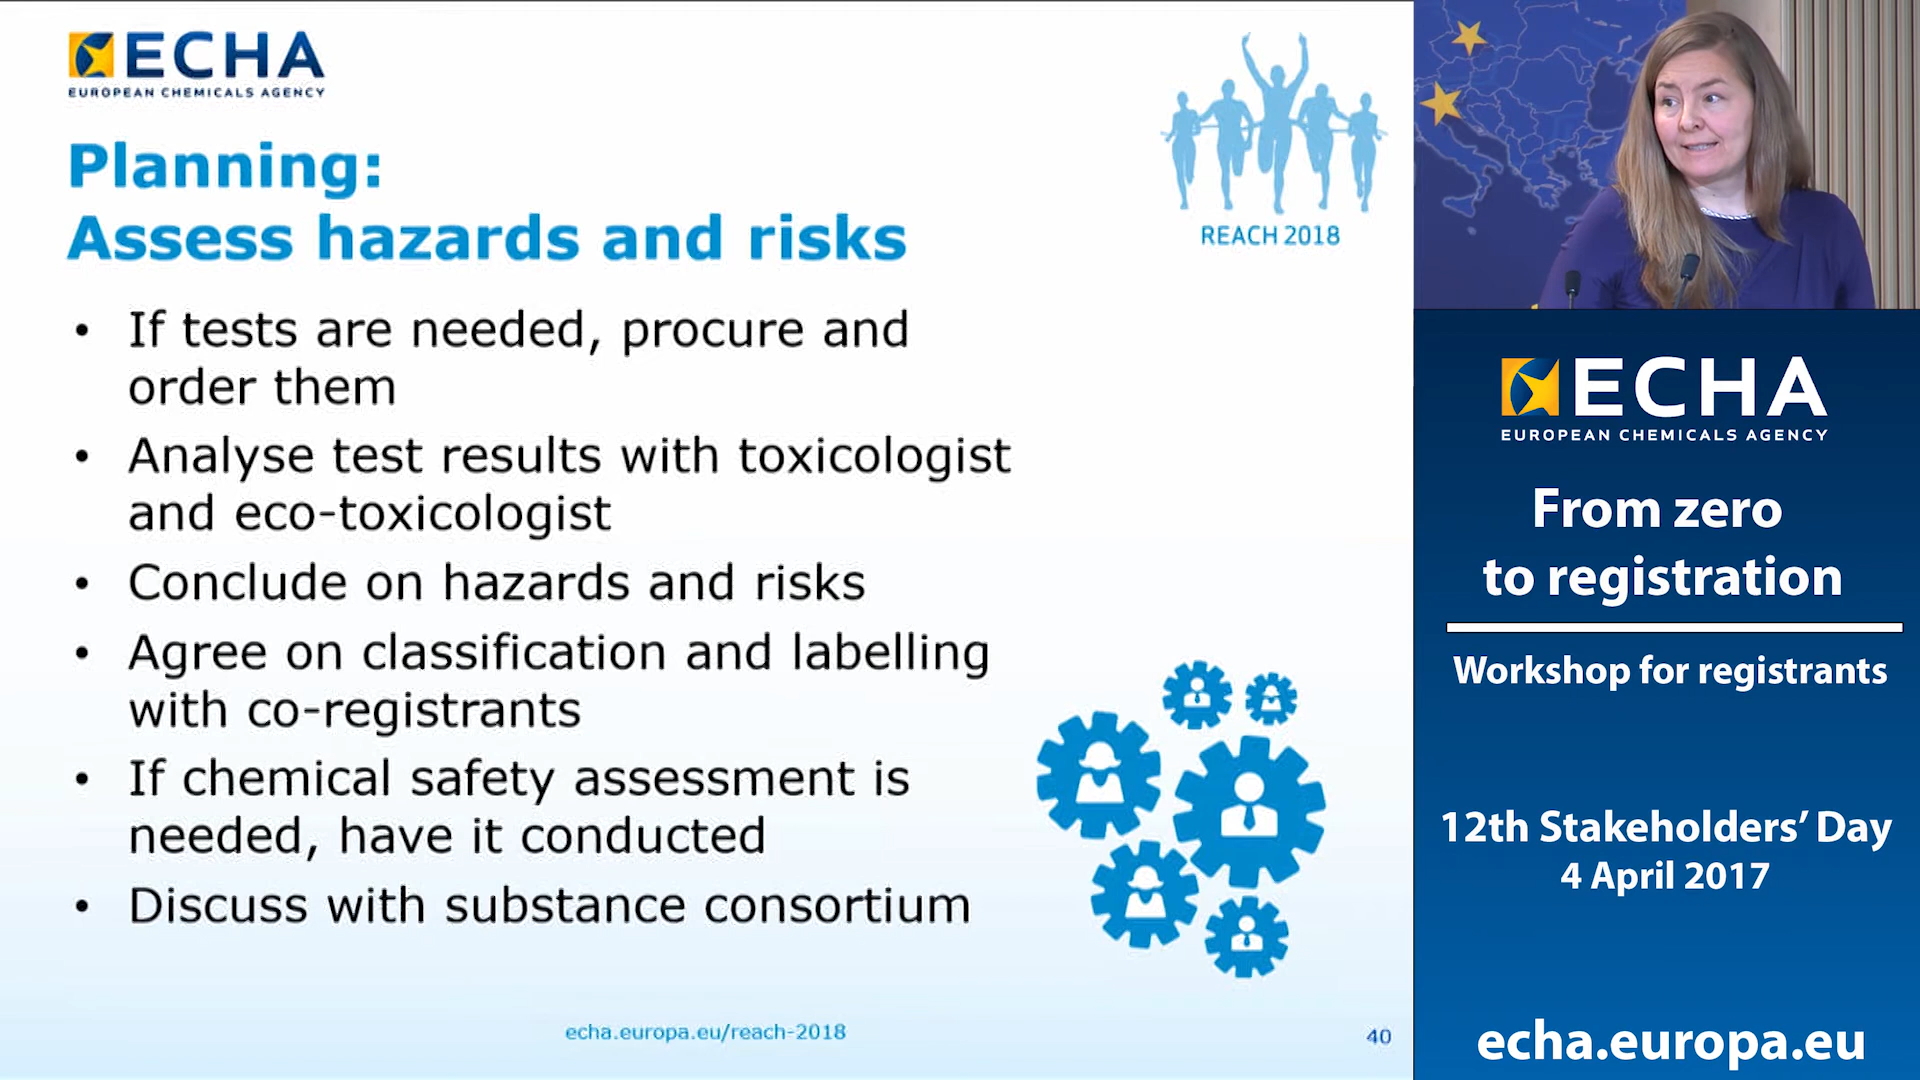 ECHA
EUROPEAN CHEMICALS AGENCY
REACH 2018
Planning:
Assess hazards and risks
• If tests are needed, procure and
order them
• Analyse test results with toxicologist
and eco-toxicologist
• Conclude on hazards and risks
• Agree on classification and labelling
with co-registrants
• If chemical safety assessment is
needed, have it conducted
• Discuss with substance consortium
echa.europa.eu/reach-2018
40
ECHA
EUROPEAN CHEMICALS AGENCY
From zero
to registration
Workshop for registrants
12th Stakeholders’ Day
4 April 2017
echa.europa.eu